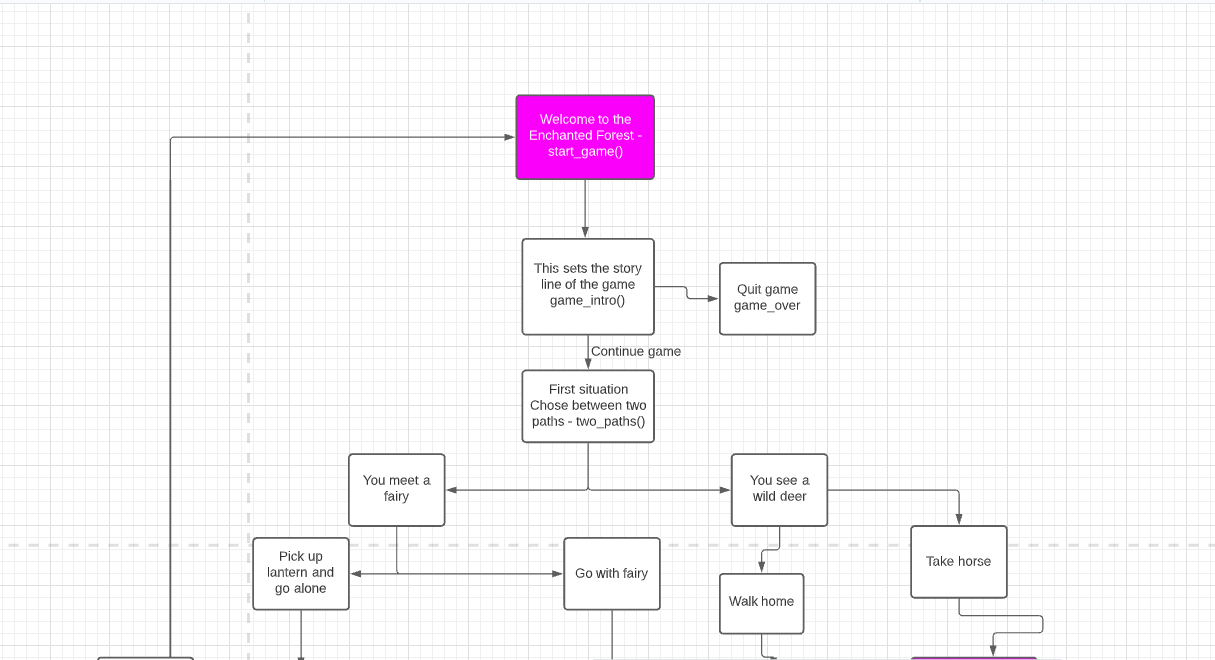 Welcome to the
Enchanted Forest -
start_game()
This sets the story
line of the game
game_intro()
Quit game
game_over
Continue game
First situation
Chose between two
paths - two_paths()
You meet a
fairy
You see a
wild deer
Pick up
lantern and
go alone
Go with fairy
Walk home
Take horse